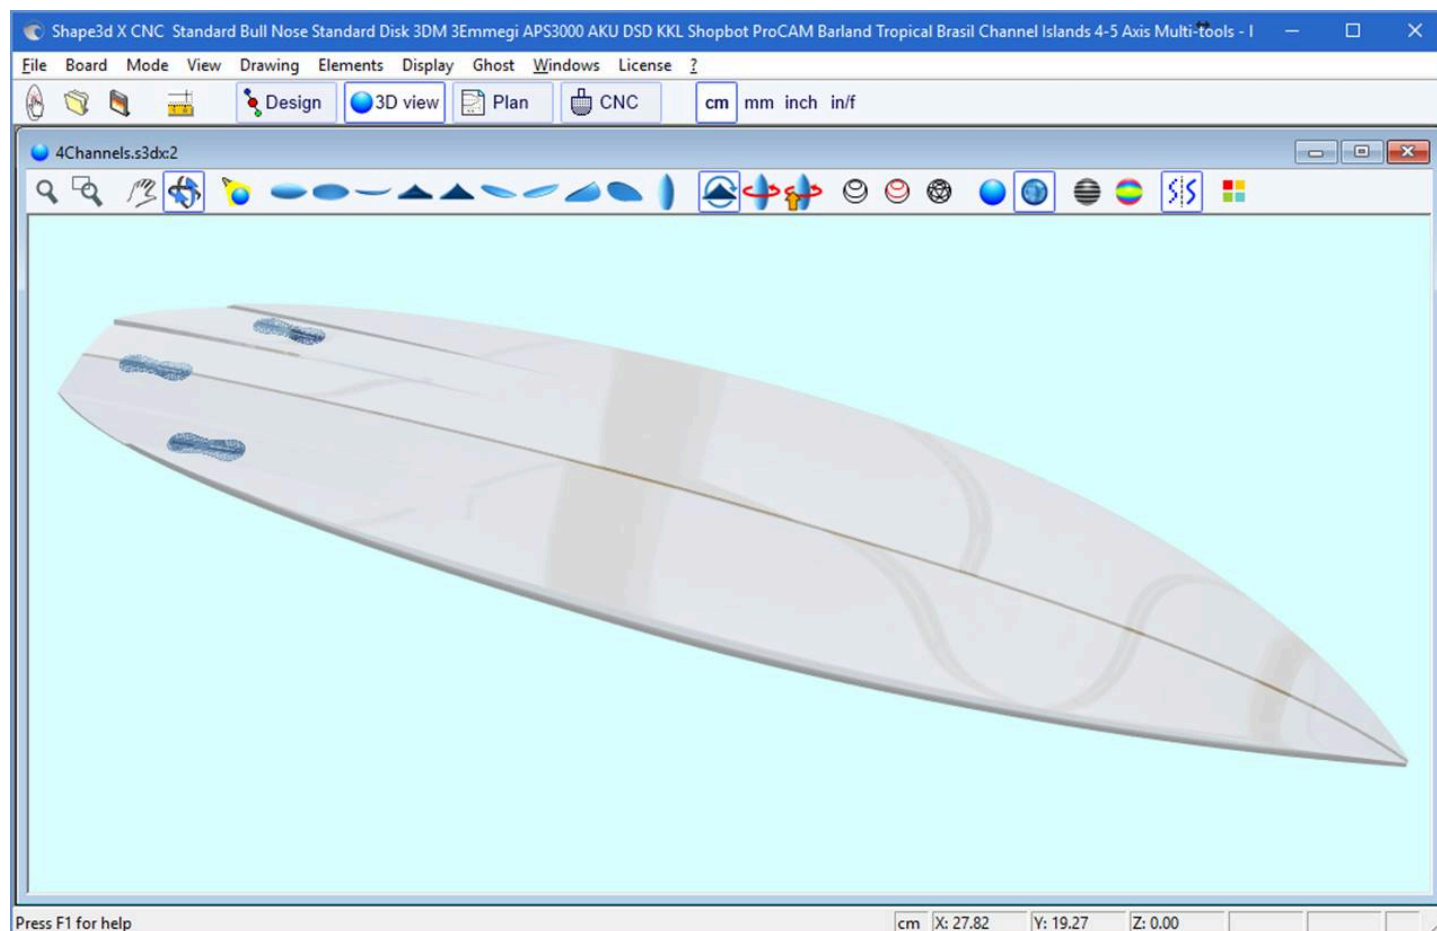 Shape3d X CNC Standard Bull Nose Standard Disk 3DM 3Emmegi APS3000 AKU DSD KKL Shopbot ProCAM Barland Tropical Brasil Channel Islands 4-5 Axis Multi-tools - I
File Board Mode View Drawing Elements Display Ghost Windows License ?
Design 3D view Plan CNC cm mm inch in/f
4Channels.s3dx:2
Press F1 for help cm X: 27.82 Y: 19.27 Z: 0.00